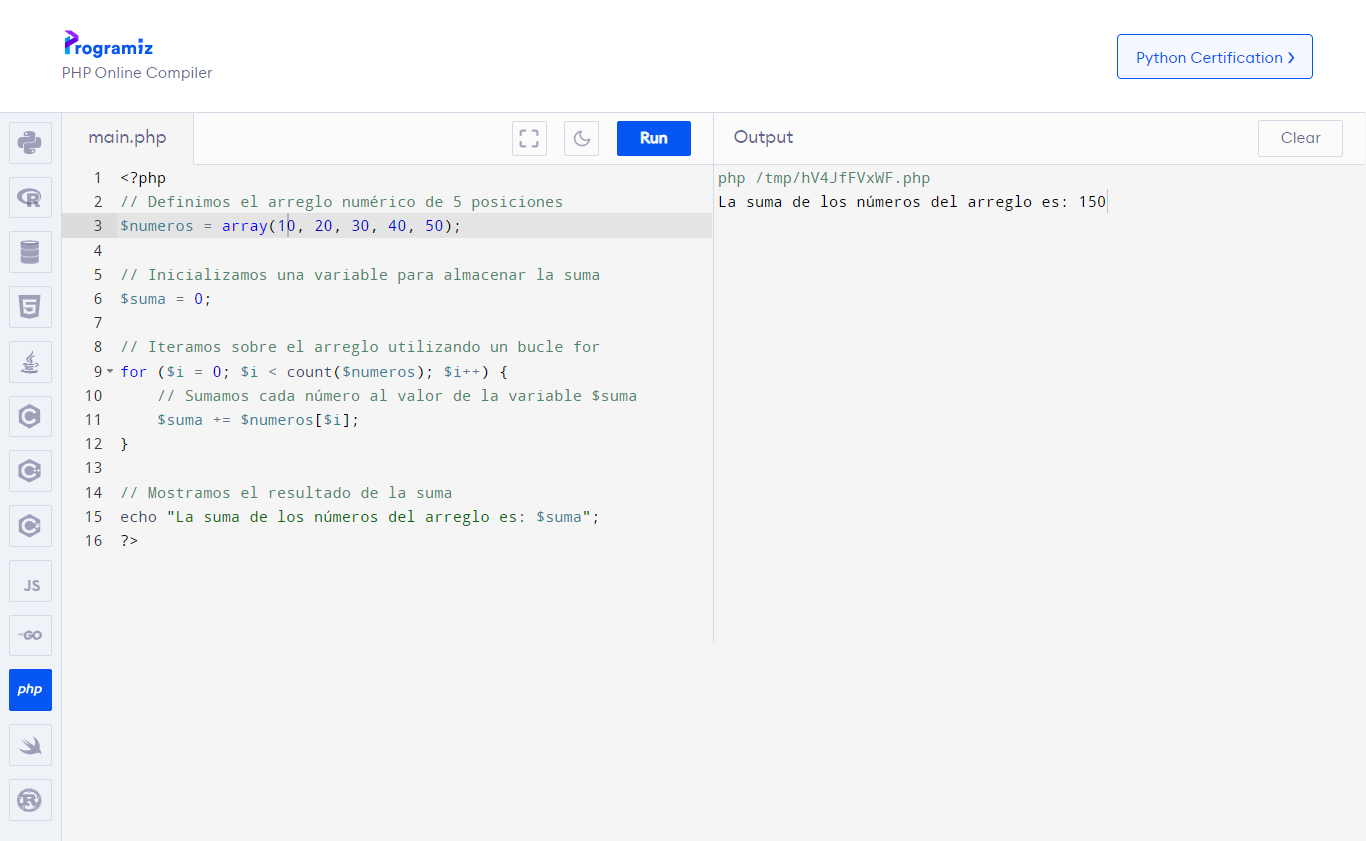 Programiz
PHP Online Compiler
Python Certification
main.php
Run
Output
Clear
1 <?php
2 // Definimos el arreglo numérico de 5 posiciones
3 $numeros = array(10, 20, 30, 40, 50);
4
5 // Inicializamos una variable para almacenar la suma
6 $suma = 0;
7
8 // Iteramos sobre el arreglo utilizando un bucle for
9 for ($i = 0; $i < count($numeros); $i++) {
10     // Sumamos cada número al valor de la variable $suma
11     $suma += $numeros[$i];
12 }
13
14 // Mostramos el resultado de la suma
15 echo "La suma de los números del arreglo es: $suma";
16 ?>
php /tmp/hV4JfFVxWF.php
La suma de los números del arreglo es: 150
R
5
C
C++
C#
JS
GO
php
R